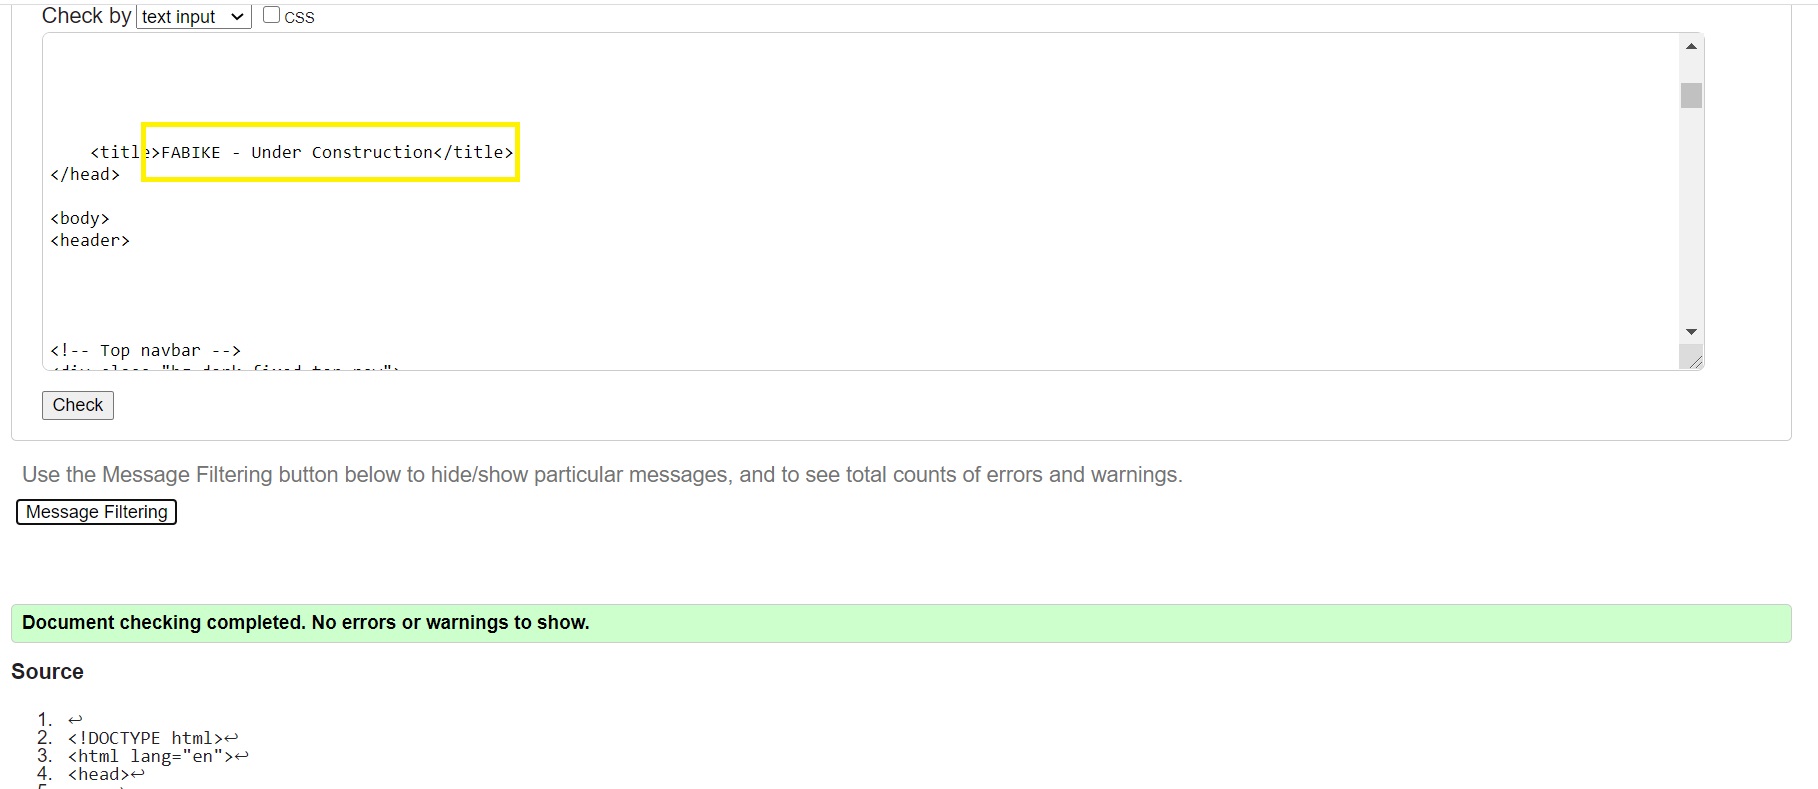 Check by text input CSS
<title>FABIKE - Under Construction</title>
</head>
<body>
<header>
<!-- Top navbar -->
Check
Use the Message Filtering button below to hide/show particular messages, and to see total counts of errors and warnings.
Message Filtering
Document checking completed. No errors or warnings to show.
Source
1. ↩
2. <!DOCTYPE html>↩
3. <html lang="en">↩
4. <head>↩